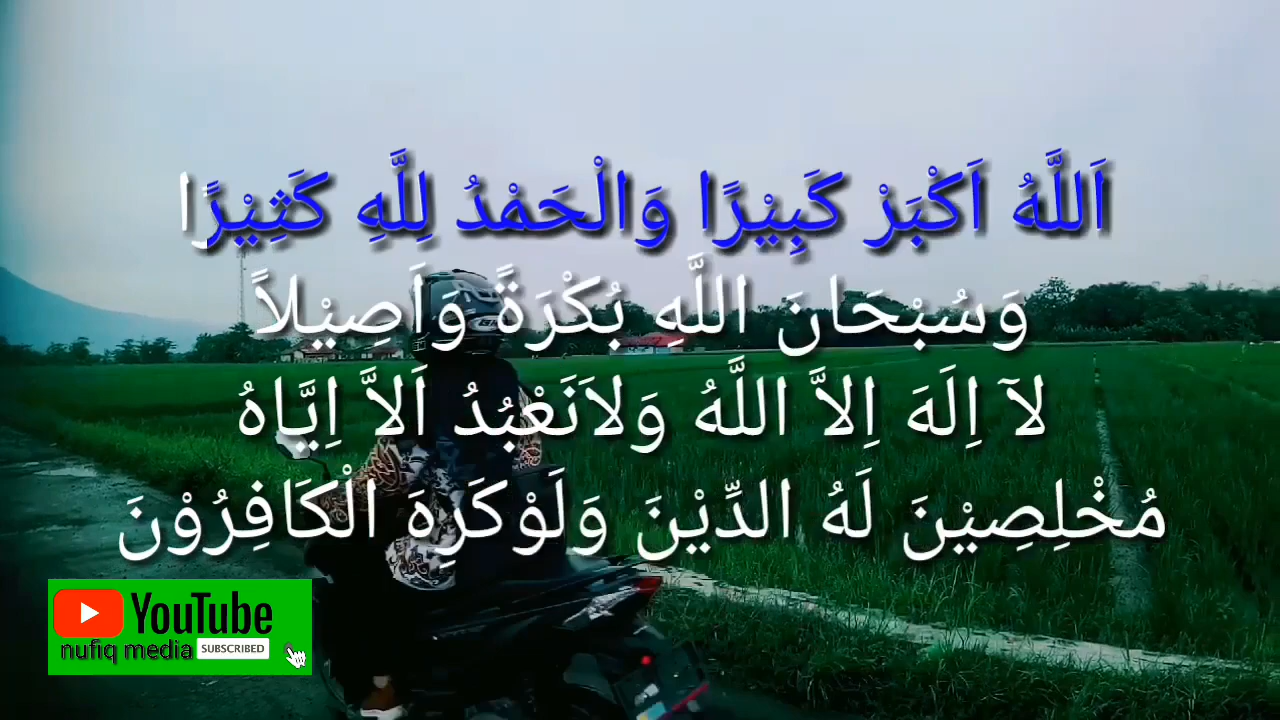 اَللَّهُ اَكْبَرْ كَبِيْرًا وَالْحَمْدُ لِلَّهِ كَثِيْرًا
وَسُبْحَانَ اللَّهِ بُكْرَةً وَاَصِيْلاً
لآ اِلَهَ اِلاَّ اللَّهُ وَلاَنَعْبُدُ اَلاَّ اِيَّاهُ
مُخْلِصِيْنَ لَهُ الدِّيْنَ وَلَوْكَرِهَ الْكَافِرُوْنَ
YouTube
nufiq media SUBSCRIBED